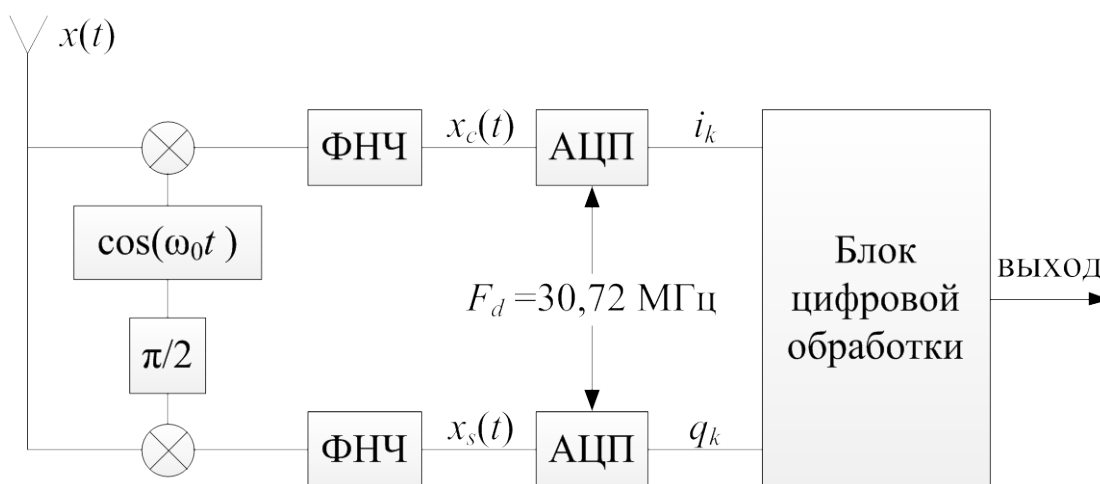 x(t)
ФНЧ
x_c(t)
АЦП
i_k
cos(ω₀t )
π/2
F_d =30,72 МГц
Блок
цифровой
обработки
выход
ФНЧ
x_s(t)
АЦП
q_k